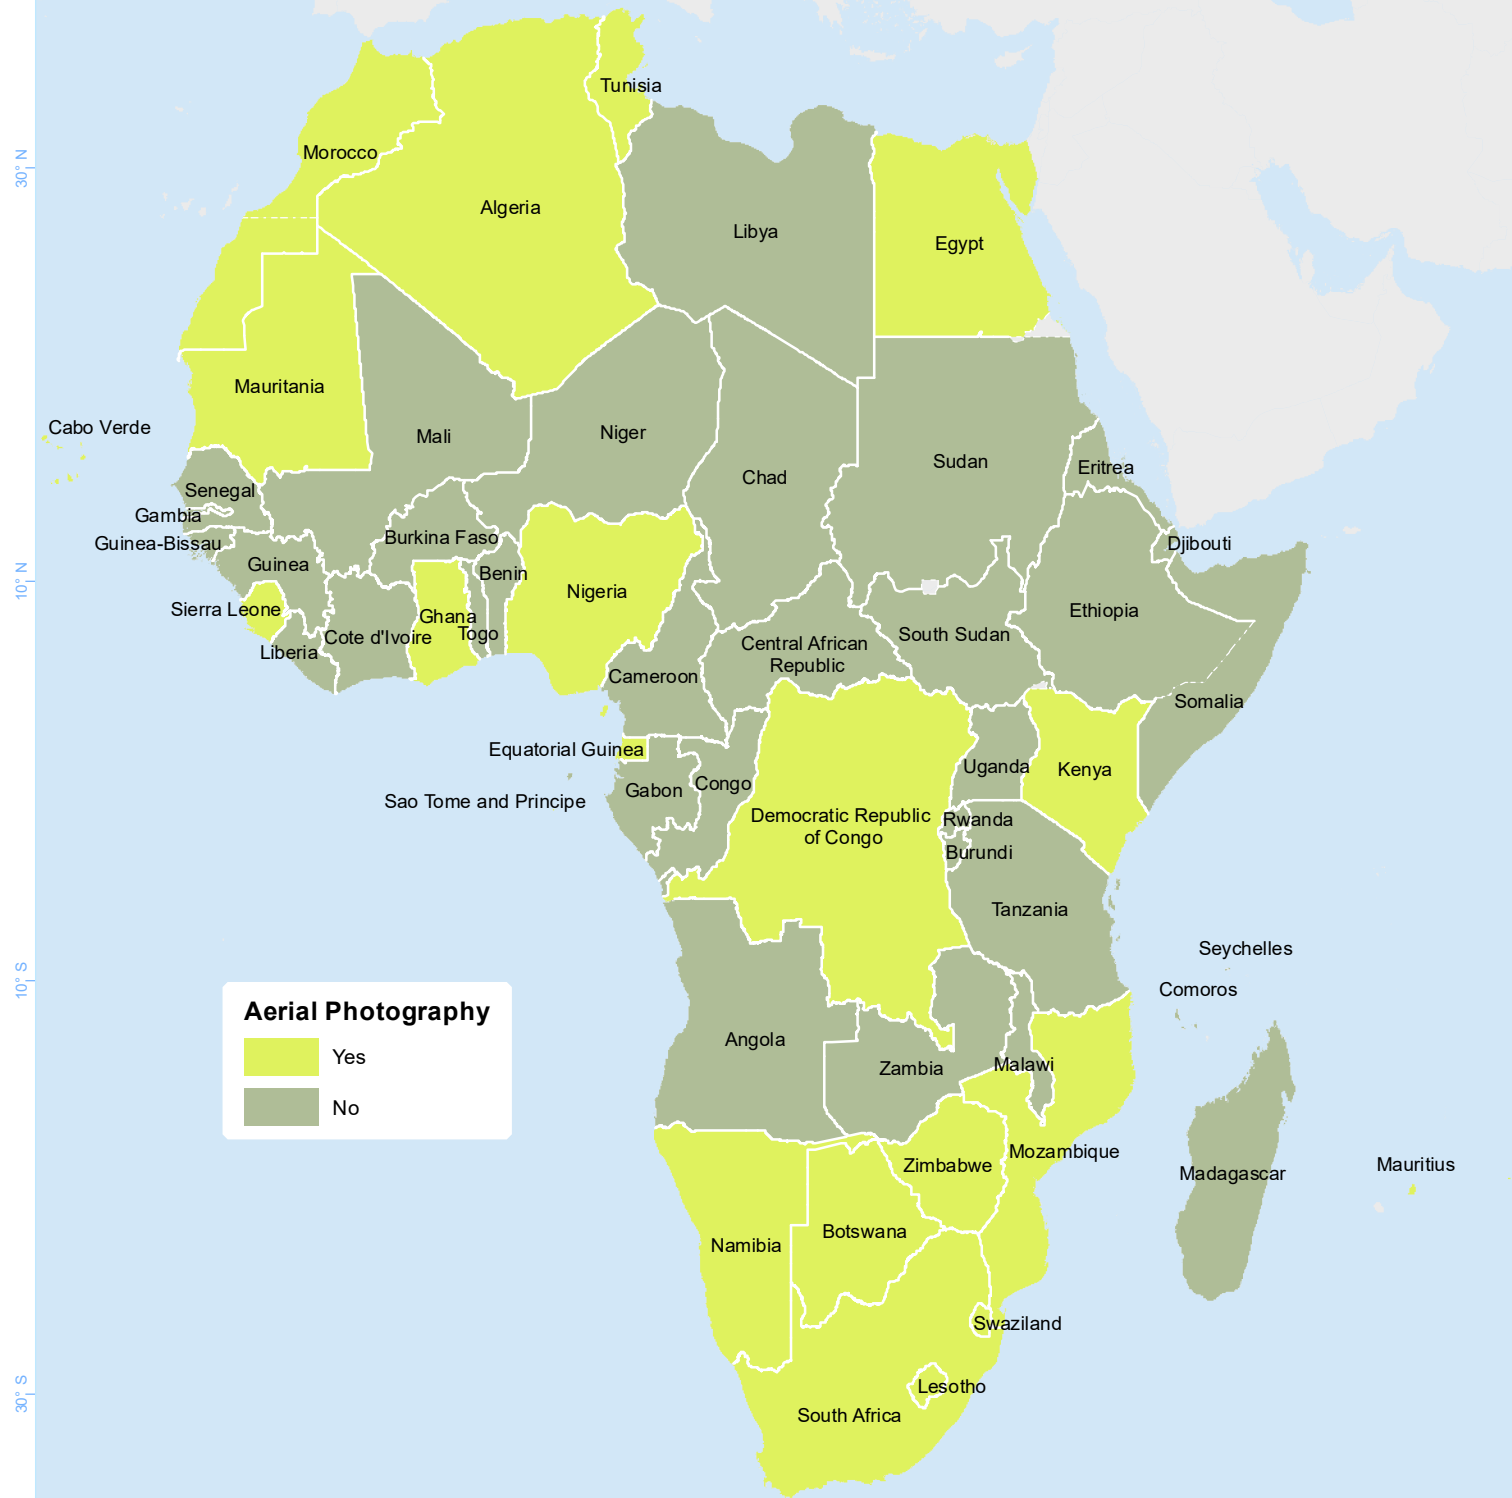 Tunisia
Morocco
30° N
Algeria
Libya
Egypt
Mauritania
Cabo Verde
Mali
Niger
Chad
Sudan
Eritrea
Senegal
Gambia
Guinea-Bissau
Burkina Faso
Djibouti
Guinea
Benin
10° N
Nigeria
Sierra Leone
Ghana
Ethiopia
Cote d'Ivoire
Togo
South Sudan
Liberia
Central African
Republic
Cameroon
Somalia
Equatorial Guinea
Uganda
Kenya
Gabon
Congo
Sao Tome and Principe
Democratic Republic
of Congo
Rwanda
Burundi
Tanzania
Seychelles
10° S
Comoros
Aerial Photography
Yes
No
Angola
Zambia
Malawi
Mozambique
Zimbabwe
Madagascar
Mauritius
Botswana
Namibia
Swaziland
Lesotho
30° S
South Africa